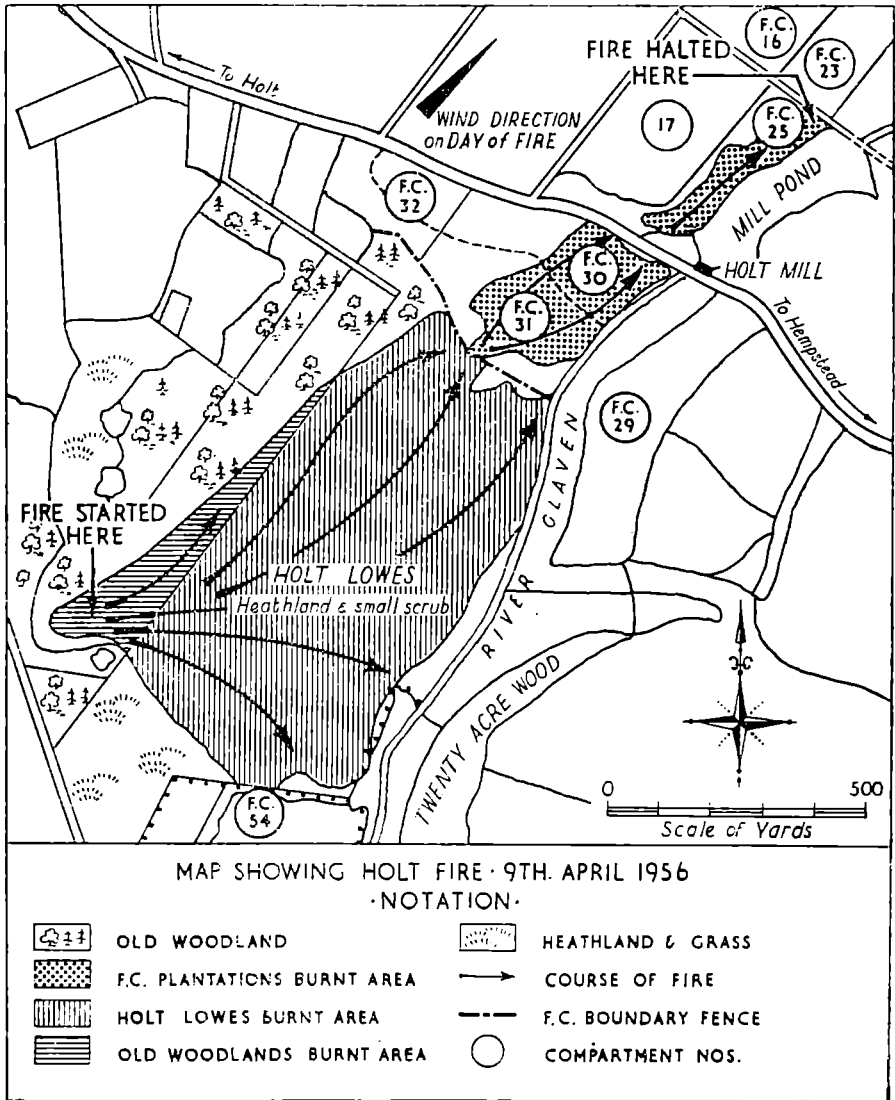 F.C.
16
FIRE HALTED
HERE
F.C.
23
To Holt
WIND DIRECTION
on DAY of FIRE
17
F.C.
25
F.C.
32
MILL POND
F.C.
30
HOLT MILL
F.C.
31
To Hempstead
F.C.
29
FIRE STARTED
HERE
HOLT LOWES
Heathland & small scrub
RIVER GLAVEN
TWENTY ACRE WOOD
F.C.
54
0 500
Scale of Yards
MAP SHOWING HOLT FIRE · 9TH. APRIL 1956
·NOTATION·
OLD WOODLAND
HEATHLAND & GRASS
F.C. PLANTATIONS BURNT AREA
COURSE OF FIRE
HOLT LOWES BURNT AREA
F.C. BOUNDARY FENCE
OLD WOODLANDS BURNT AREA
COMPARTMENT NOS.